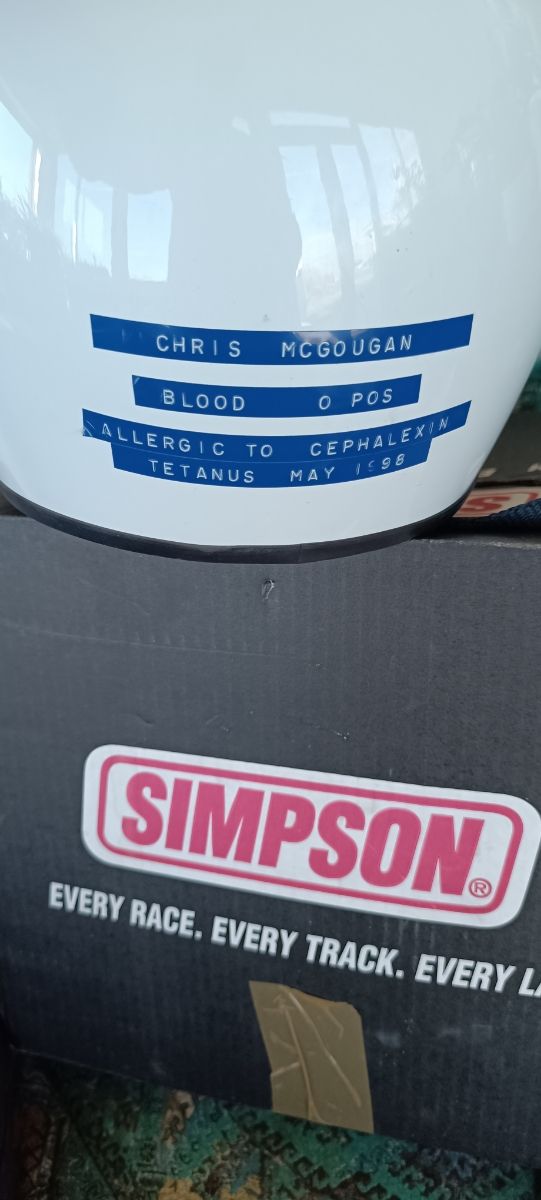 CHRIS MCGOUGAN
BLOOD O POS
ALLERGIC TO CEPHALEXIN
TETANUS MAY 1998
SIMPSON®
EVERY RACE. EVERY TRACK. EVERY